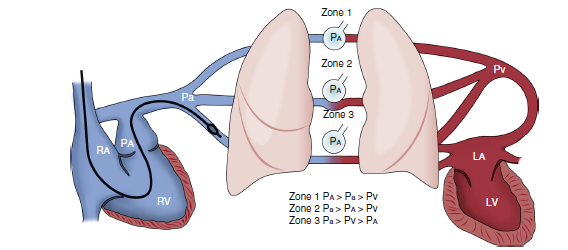 Zone 1
PA
Zone 2
PA
Zone 3
PA
Pa
Pv
RA
PA
RV
LA
LV
Zone 1 PA> Pa> Pv
Zone 2 Pa> PA> Pv
Zone 3 Pa> Pv> PA